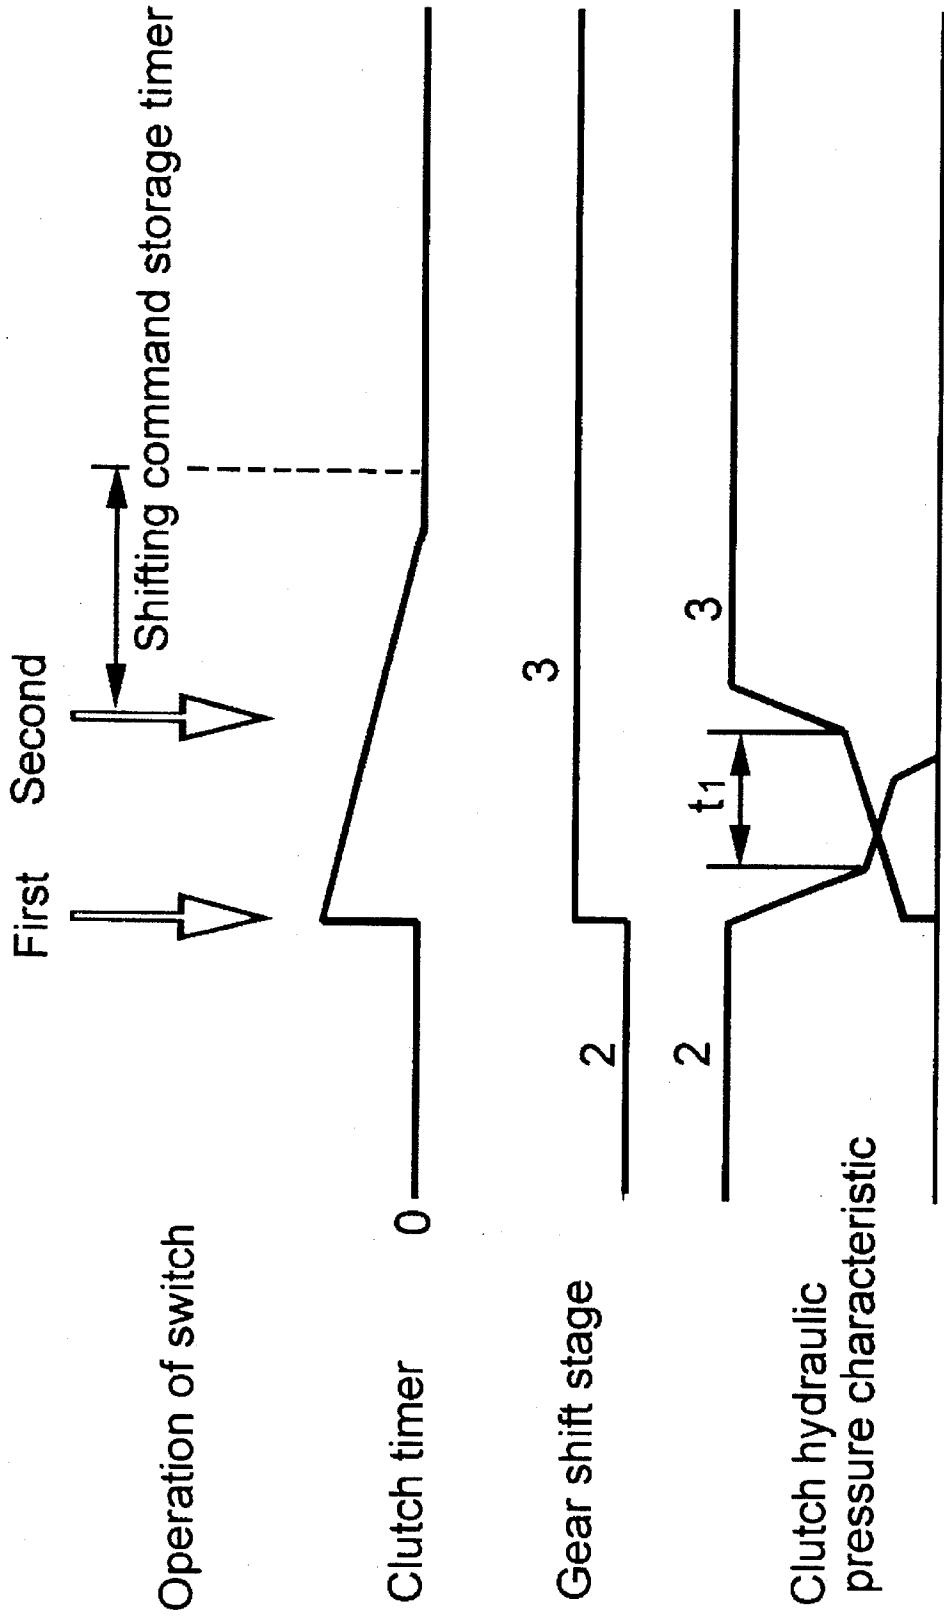 First Second
Operation of switch
Shifting command storage timer
Clutch timer
0
Gear shift stage
2
3
Clutch hydraulic
pressure characteristic
2
t1
3